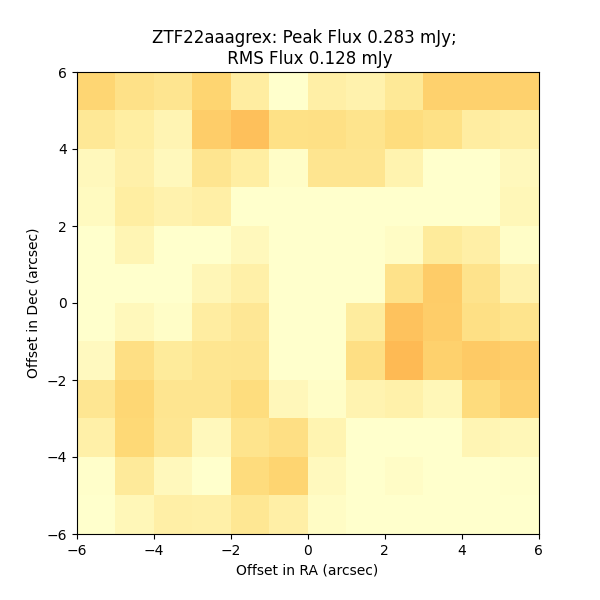 ZTF22aaagrex: Peak Flux 0.283 mJy;
RMS Flux 0.128 mJy
6
4
2
0
−2
−4
−6
Offset in Dec (arcsec)
−6 −4 −2 0 2 4 6
Offset in RA (arcsec)